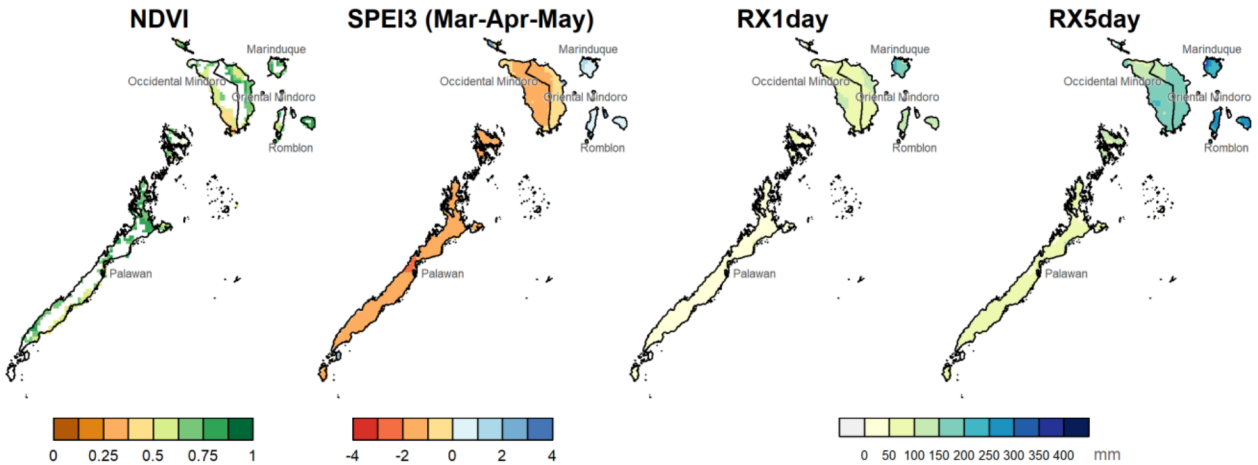 NDVI SPEI3 (Mar-Apr-May) RX1day RX5day
Marinduque Marinduque Marinduque Marinduque
Occidental Mindoro Occidental Mindoro Occidental Mindoro Occidental Mindoro
Oriental Mindoro Oriental Mindoro Oriental Mindoro Oriental Mindoro
Romblon Romblon Romblon Romblon
Palawan Palawan Palawan Palawan
0 0.25 0.5 0.75 1 -4 -2 0 2 4 0 50 100 150 200 250 300 350 400 mm